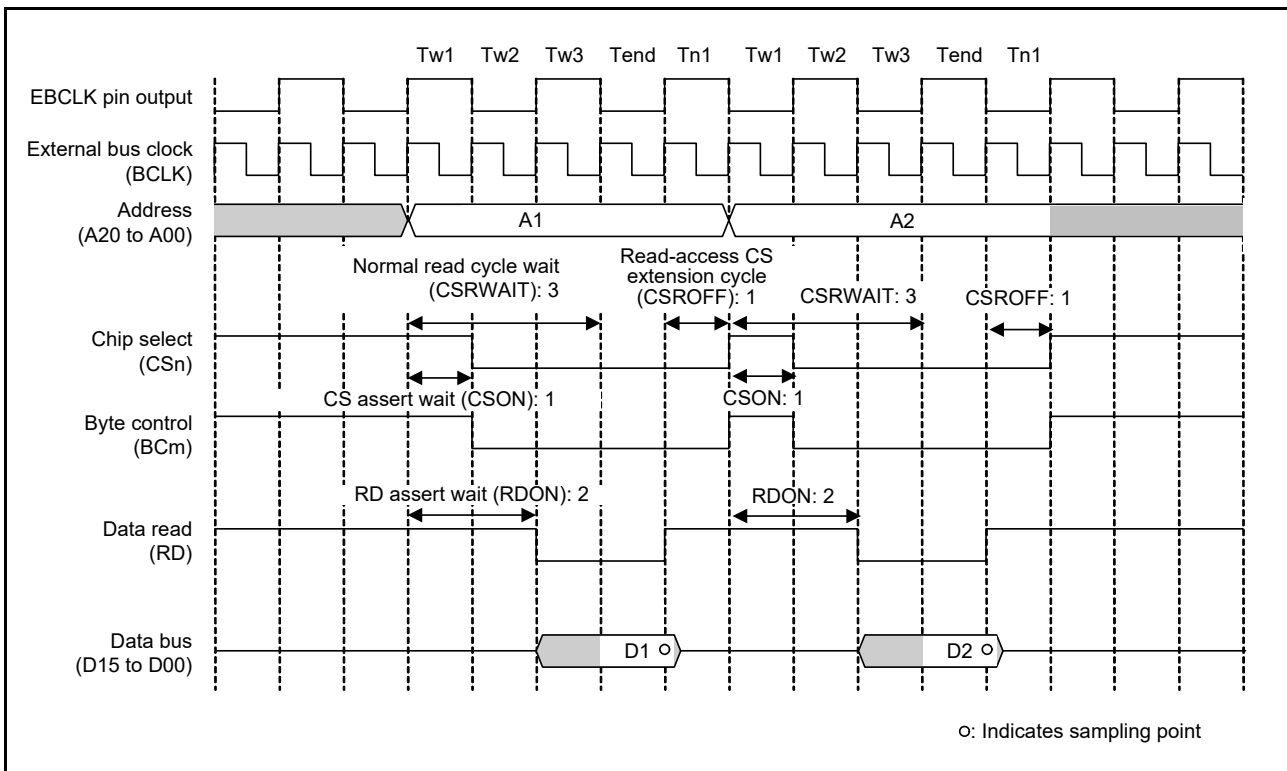 Tw1 Tw2 Tw3 Tend Tn1 Tw1 Tw2 Tw3 Tend Tn1
EBCLK pin output
External bus clock
(BCLK)
Address
(A20 to A00)
A1
A2
Normal read cycle wait
(CSRWAIT): 3
Read-access CS
extension cycle
(CSROFF): 1
CSRWAIT: 3
CSROFF: 1
Chip select
(CSn)
CS assert wait (CSON): 1
CSON: 1
Byte control
(BCm)
RD assert wait (RDON): 2
RDON: 2
Data read
(RD)
Data bus
(D15 to D00)
D1
D2
: Indicates sampling point